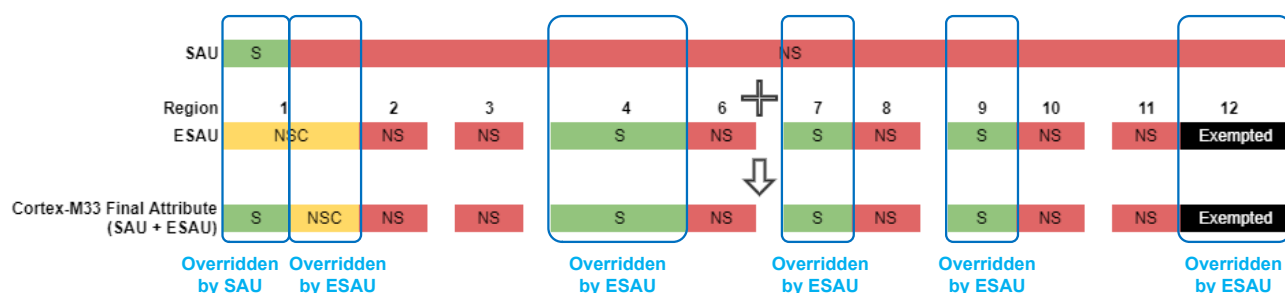 SAU S NS
Region 1 2 3 4 6 7 8 9 10 11 12
ESAU NSC NS NS S NS S NS S NS NS Exempted
Cortex-M33 Final Attribute
(SAU + ESAU) S NSC NS NS S NS S NS S NS NS Exempted
Overridden Overridden Overridden Overridden Overridden Overridden
by SAU by ESAU by ESAU by ESAU by ESAU by ESAU